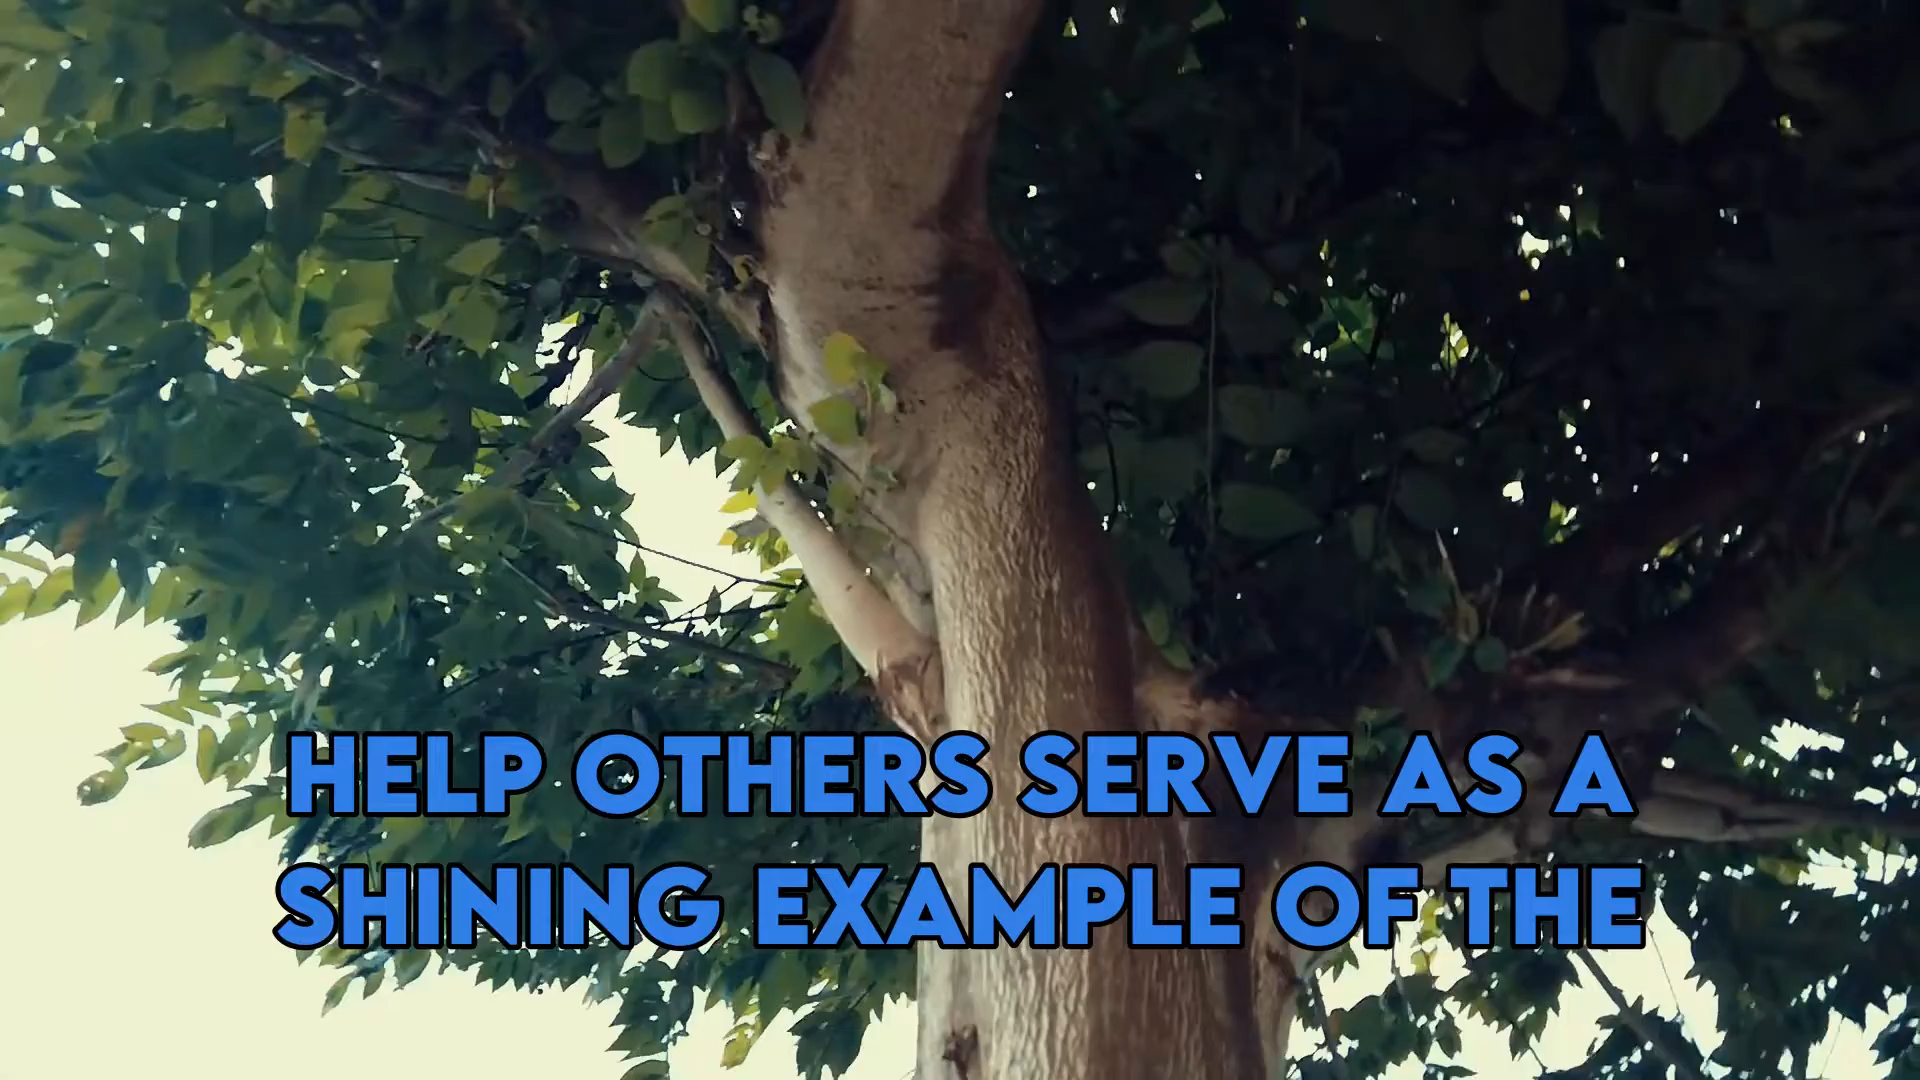 HELP OTHERS SERVE AS A
SHINING EXAMPLE OF THE